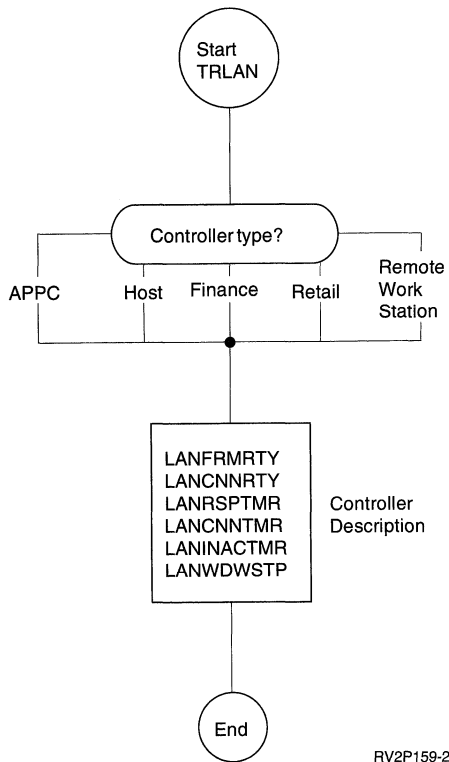 Start
TRLAN
Controller type?
APPC
Host
Finance
Retail
Remote
Work
Station
LANFRMRTY
LANCNNRTY
LANRSPTMR
LANCNNTMR
LANINACTMR
LANWDWSTP
Controller
Description
End
RV2P159-2